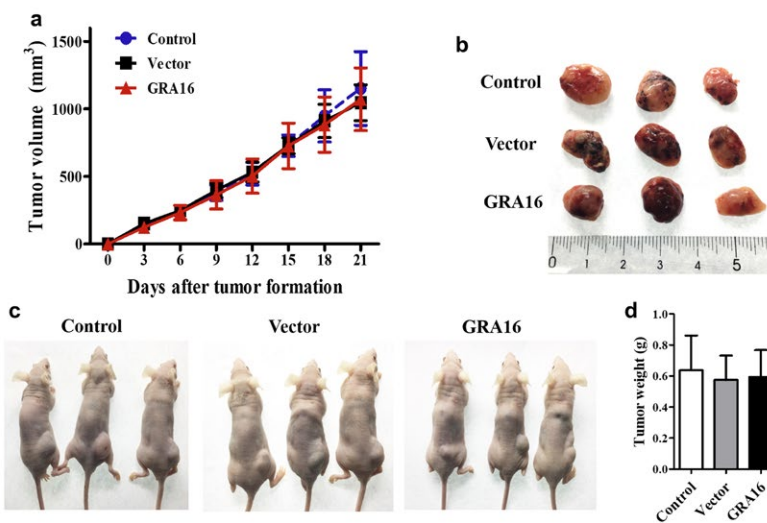 a
Tumor volume (mm³)
1500
1000
500
0
Control
Vector
GRA16
0 3 6 9 12 15 18 21
Days after tumor formation
b
Control
Vector
GRA16
0 1 2 3 4 5
c
Control Vector GRA16
d
Tumor weight (g)
1.0
0.8
0.6
0.4
0.2
0.0
Control Vector GRA16